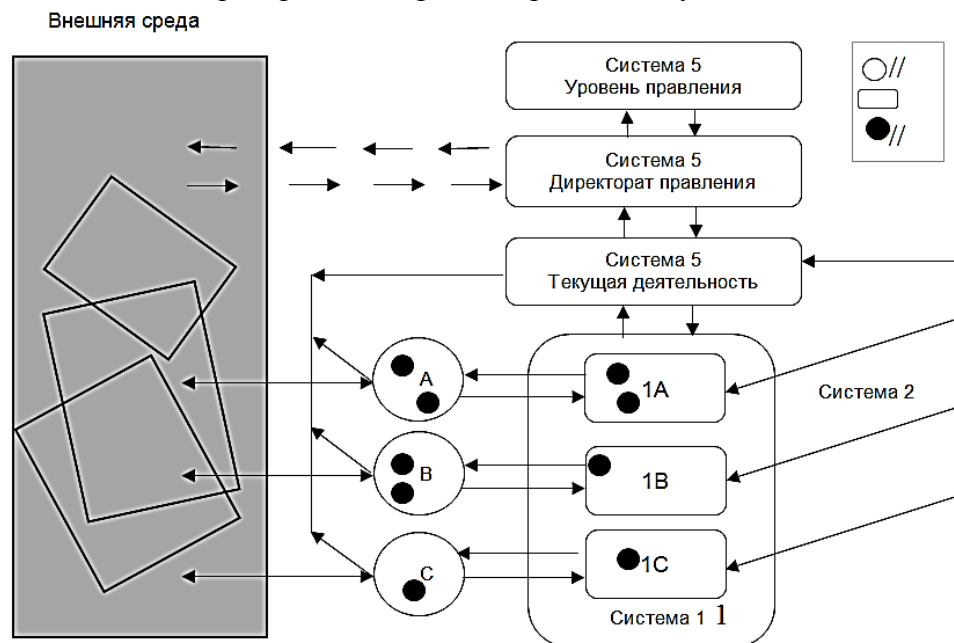 Внешняя среда
Система 5
Уровень правления
Система 5
Директорат правления
Система 5
Текущая деятельность
A
1A
Система 2
B
1B
C
1C
Система 1 1
//
//